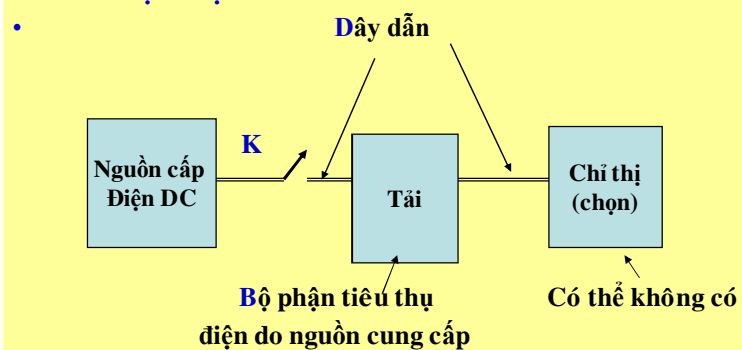 •
Dây dẫn
K
Nguồn cấp
Điện DC
Tải
Chỉ thị
(chọn)
Bộ phận tiêu thụ
điện do nguồn cung cấp
Có thể không có